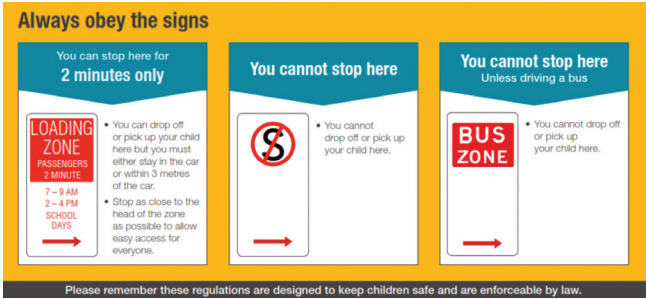 Always obey the signs
You can stop here for
2 minutes only
LOADING
ZONE
PASSENGERS
2 MINUTE
7 – 9 AM
2 – 4 PM
SCHOOL
DAYS
• You can drop off
or pick up your child
here but you must
either stay in the car
or within 3 metres
of the car.
• Stop as close to the
head of the zone
as possible to allow
easy access for
everyone.
You cannot stop here
S
• You cannot
drop off or pick up
your child here.
You cannot stop here
Unless driving a bus
BUS
ZONE
• You cannot drop off
or pick up
your child here.
Please remember these regulations are designed to keep children safe and are enforceable by law.